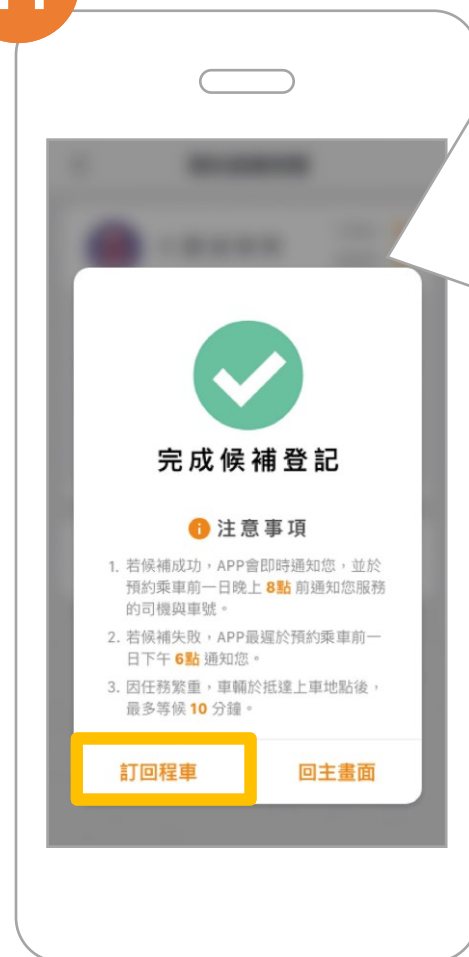 完成候補登記
注意事項
1. 若候補成功，APP會即時通知您，並於
預約乘車前一日晚上 8點 前通知您服務
的司機與車號。
2. 若候補失敗，APP最遲於預約乘車前一
日下午 6點 通知您。
3. 因任務繁重，車輛於抵達上車地點後，
最多等候 10 分鐘。
訂回程車
回主畫面